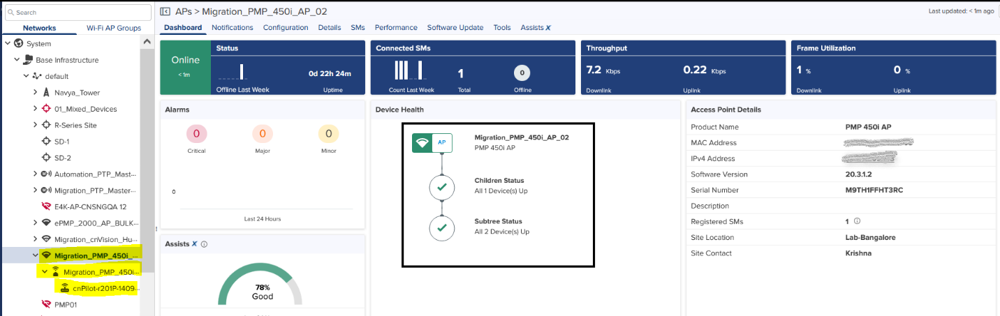 Search
Networks
Wi-Fi AP Groups
System
Base Infrastructure
default
Navya_Tower
01_Mixed_Devices
R-Series Site
SD-1
SD-2
Automation_PTP_Mast...
Migration_PTP_Master...
E4K-AP-CNSNGQA 12
ePMP_2000_AP_BULK...
Migration_cnVision_Hu...
Migration_PMP_450i_...
Migration_PMP_450i...
cnPilot-r201P-1409...
PMP01
APs > Migration_PMP_450i_AP_02
Last updated: < 1m ago
Dashboard Notifications Configuration Details SMs Performance Software Update Tools Assists X
Online
< 1m
Status
0d 22h 24m
Offline Last Week
Uptime
Connected SMs
1
0
Count Last Week
Total
Offline
Throughput
7.2 Kbps
0.22 Kbps
Downlink
Uplink
Frame Utilization
1 %
0 %
Downlink
Uplink
Alarms
0
0
0
Critical
Major
Minor
0
Last 24 Hours
Assists X
78%
Good
Device Health
AP
Migration_PMP_450i_AP_02
PMP 450i AP
Children Status
All 1 Device(s) Up
Subtree Status
All 2 Device(s) Up
Access Point Details
Product Name PMP 450i AP
MAC Address
IPv4 Address
Software Version 20.3.1.2
Serial Number M9TH1FFHT3RC
Description
Registered SMs 1
Site Location Lab-Bangalore
Site Contact Krishna